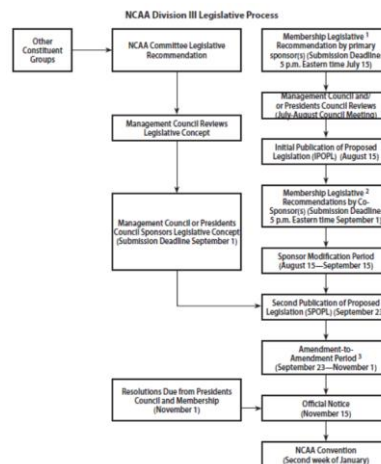 NCAA Division III Legislative Process
Other
Constituent
Groups
NCAA Committee Legislative
Recommendation
Membership Legislative 1
Recommendation by primary
sponsor(s) (Submission Deadline
5 p.m. Eastern time July 15)
Management Council and/
or Presidents Council Reviews
(July-August Council Meeting)
Management Council Reviews
Legislative Concept
Initial Publication of Proposed
Legislation (IPOPL) (August 15)
Membership Legislative 2
Recommendations by Co-
Sponsor(s) (Submission Deadline
5 p.m. Eastern time September 1)
Management Council or Presidents
Council Sponsors Legislative Concept
(Submission Deadline September 1)
Sponsor Modification Period
(August 15—September 15)
Second Publication of Proposed
Legislation (SPOPL) (September 23)
Amendment-to-
Amendment Period 3
(September 23—November 1)
Resolutions Due from Presidents
Council and Membership
(November 1)
Official Notice
(November 15)
NCAA Convention
(Second week of January)